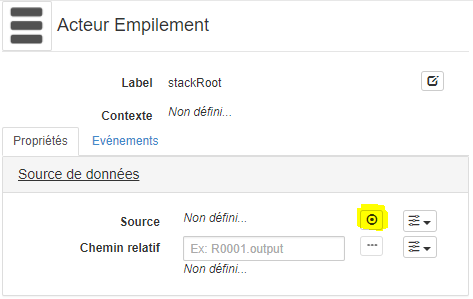 Acteur Empilement
Label stackRoot
Contexte Non défini...
Propriétés Evénements
Source de données
Source Non défini...
Chemin relatif Ex: R0001.output
Non défini...